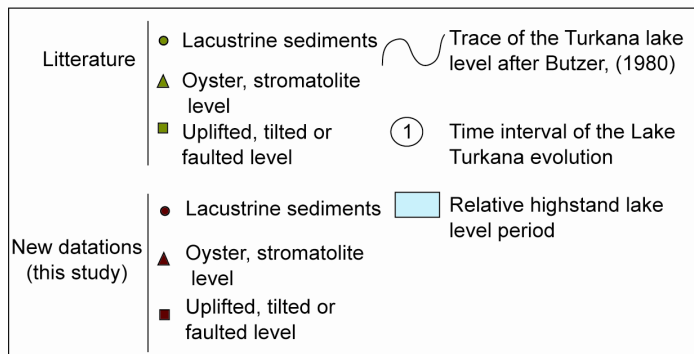 Litterature
Lacustrine sediments
Oyster, stromatolite
level
Uplifted, tilted or
faulted level
New datations
(this study)
Lacustrine sediments
Oyster, stromatolite
level
Uplifted, tilted or
faulted level
Trace of the Turkana lake
level after Butzer, (1980)
1
Time interval of the Lake
Turkana evolution
Relative highstand lake
level period